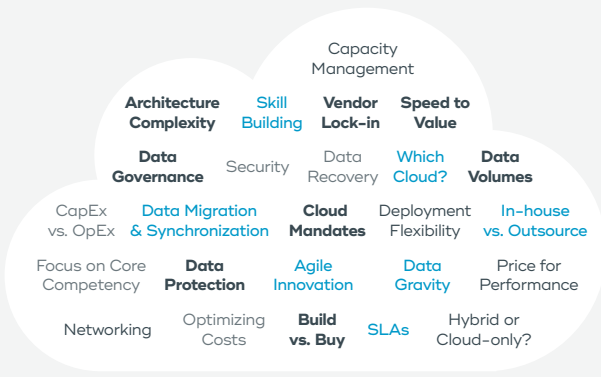 Capacity
Management
Architecture
Complexity
Skill
Building
Vendor
Lock-in
Speed to
Value
Data
Governance
Security
Data
Recovery
Which
Cloud?
Data
Volumes
CapEx
vs. OpEx
Data Migration
& Synchronization
Cloud
Mandates
Deployment
Flexibility
In-house
vs. Outsource
Focus on Core
Competency
Data
Protection
Agile
Innovation
Data
Gravity
Price for
Performance
Networking
Optimizing
Costs
Build
vs. Buy
SLAs
Hybrid or
Cloud-only?